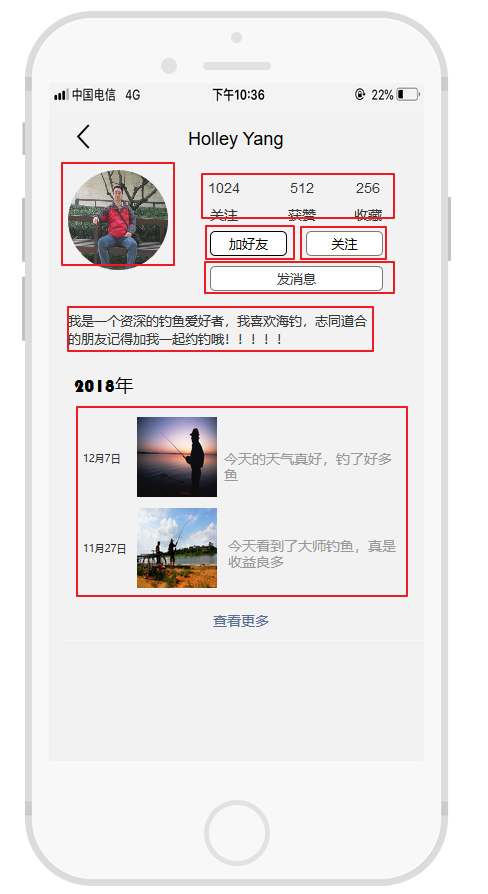 中国电信 4G 下午10:36 22%
Holley Yang
1024 512 256
关注 获赞 收藏
加好友 关注
发消息
我是一个资深的钓鱼爱好者，我喜欢海钓，志同道合
的朋友记得加我一起约钓哦！！！！！
2018年
12月7日
今天的天气真好，钓了好多
鱼
11月27日
今天看到了大师钓鱼，真是
收益良多
查看更多